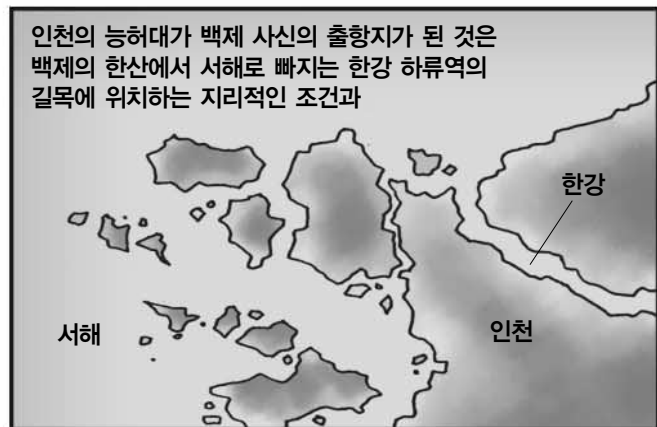 인천의 능허대가 백제 사신의 출항지가 된 것은
백제의 한산에서 서해로 빠지는 한강 하류역의
길목에 위치하는 지리적인 조건과
한강
서해
인천